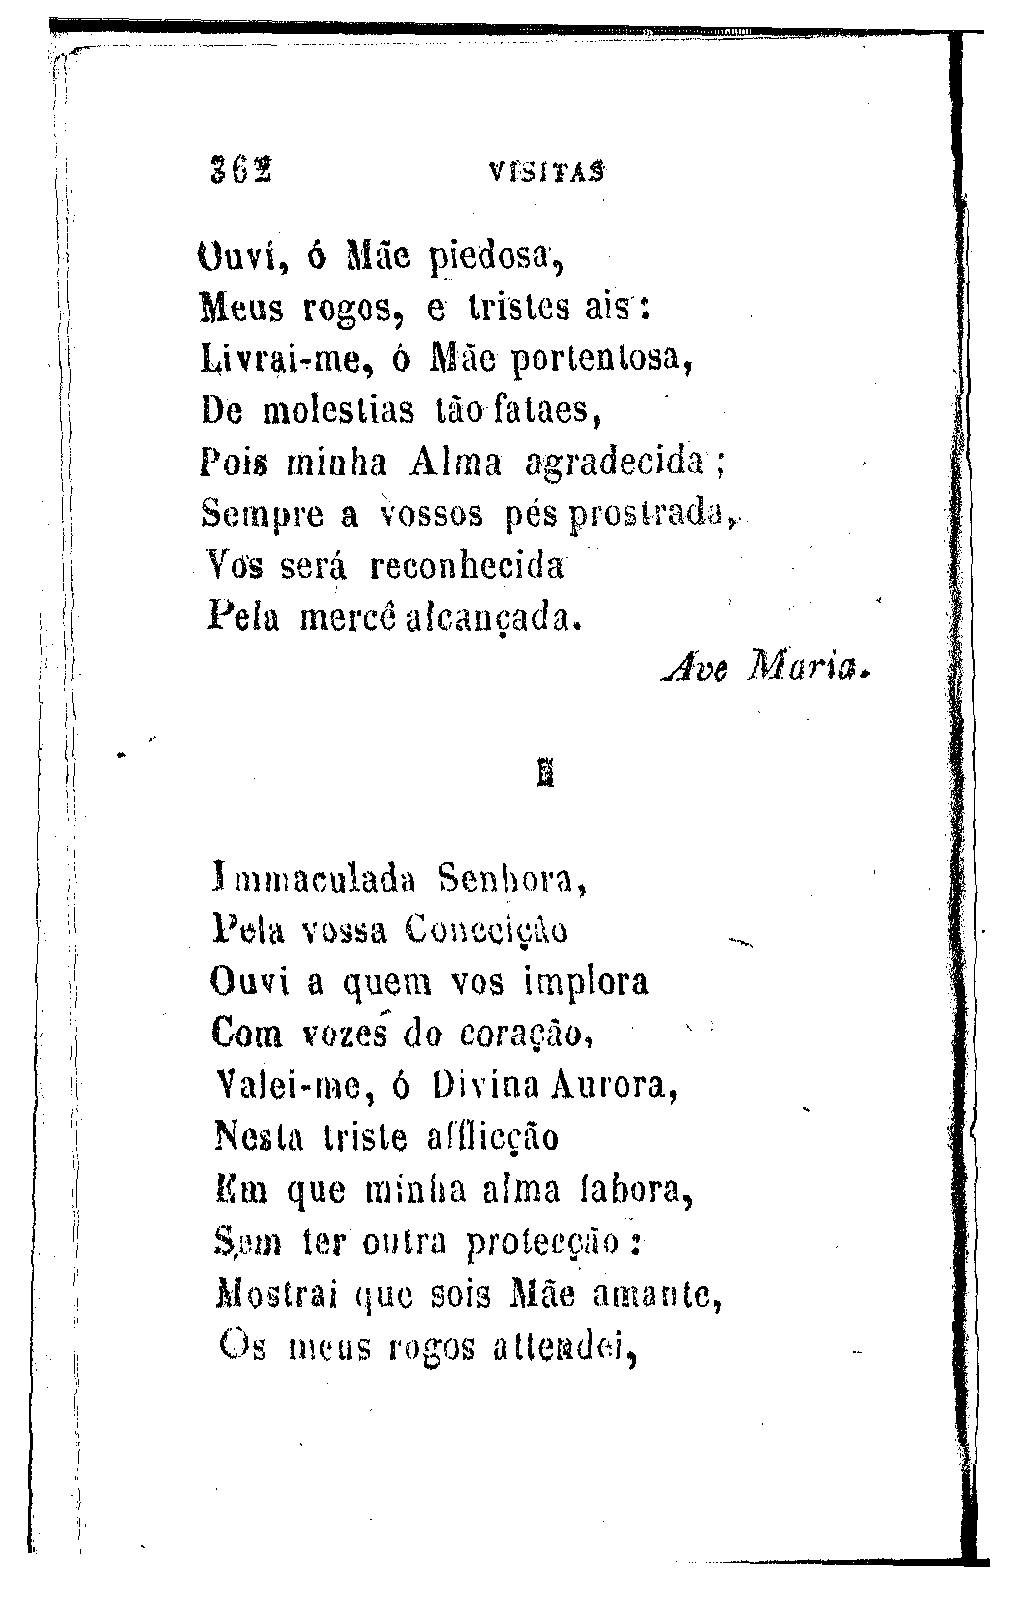 362 VISITAS
Ouvi, ó Mãe piedosa,
Meus rogos, e tristes ais:
Livrai-me, ó Mãe portentosa,
De molestias tão fataes,
Pois minha Alma agradecida;
Sempre a vossos pés prostrada,
Vos será reconhecida
Pela mercê alcançada.
Ave Maria.
Immaculada Senhora,
Pela vossa Conceição
Ouvi a quem vos implora
Com vozes do coração,
Valei-me, ó Divina Aurora,
Nesta triste afflicção
Em que minha alma labora,
Sem ter outra protecção:
Mostrai que sois Mãe amante,
Os meus rogos attendei,